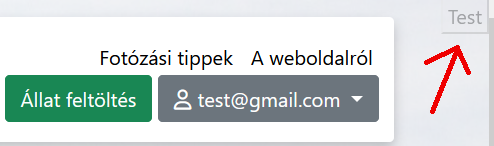 Test
Fotózási tippek A weboldalról
Állat feltöltés test@gmail.com